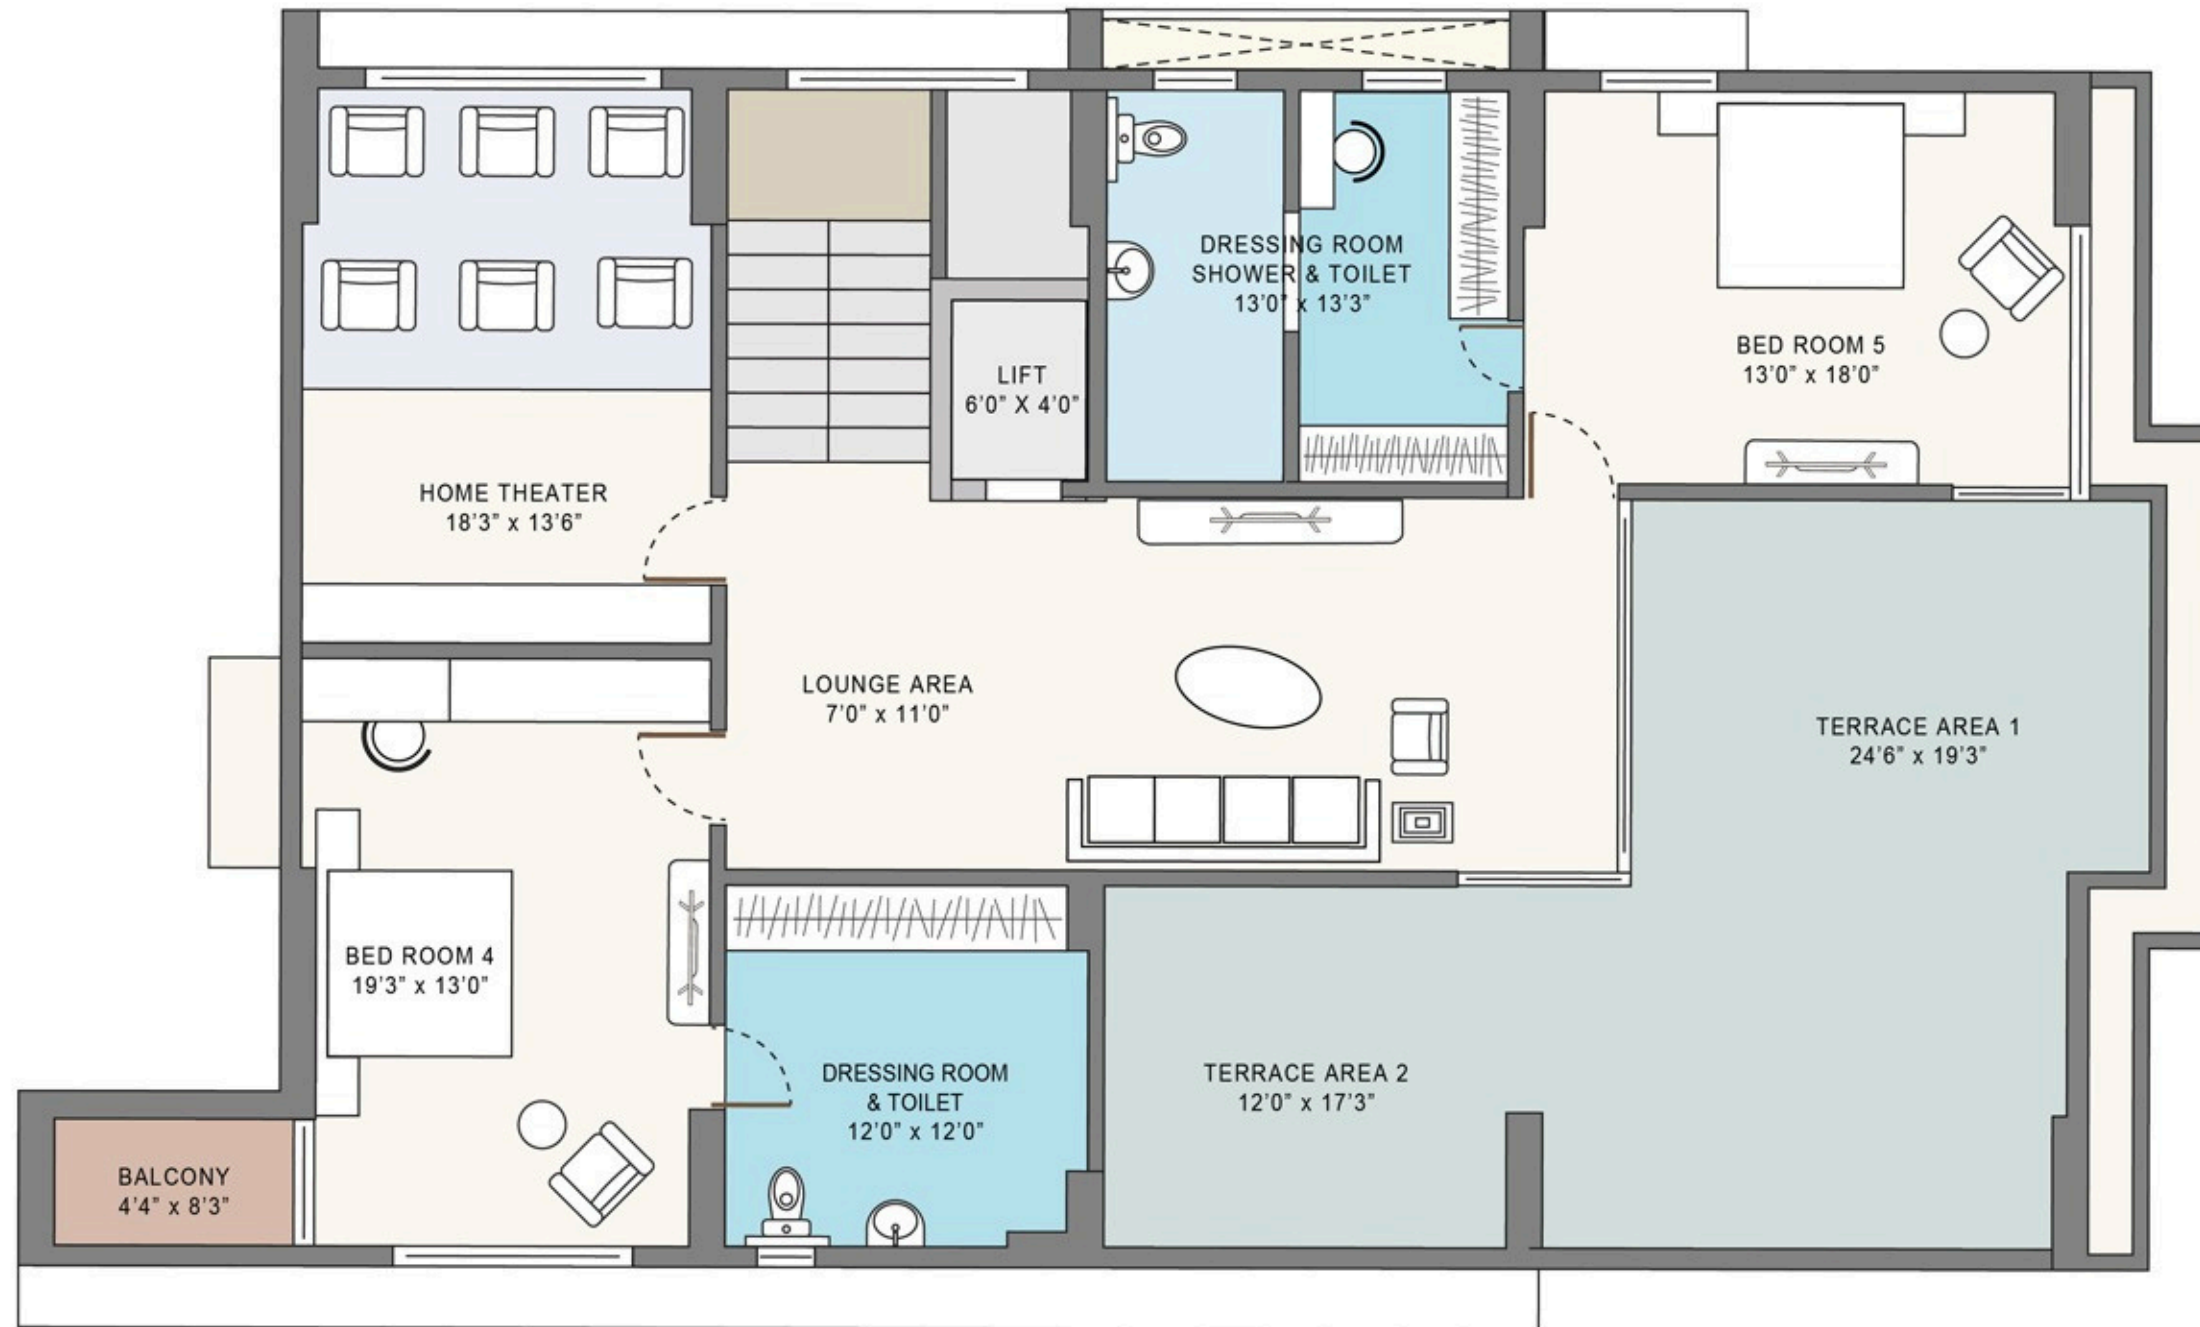 DRESSING ROOM
SHOWER & TOILET
13'0" x 13'3"
BED ROOM 5
13'0" x 18'0"
LIFT
6'0" X 4'0"
HOME THEATER
18'3" x 13'6"
LOUNGE AREA
7'0" x 11'0"
TERRACE AREA 1
24'6" x 19'3"
BED ROOM 4
19'3" x 13'0"
DRESSING ROOM
& TOILET
12'0" x 12'0"
TERRACE AREA 2
12'0" x 17'3"
BALCONY
4'4" x 8'3"